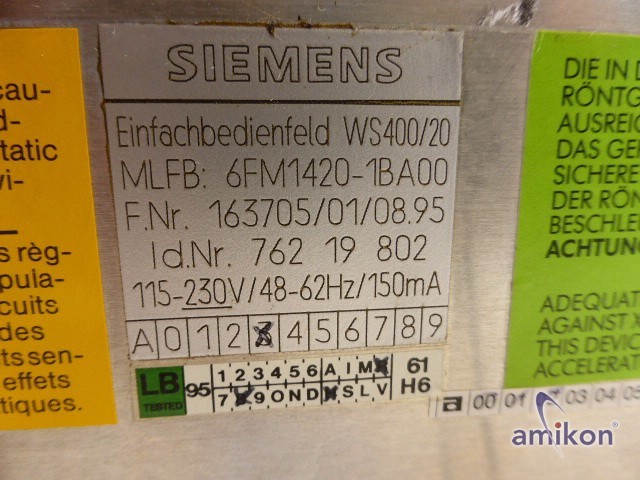 SIEMENS
Einfachbedienfeld WS400/20
MLFB: 6FM1420-1BA00
F.Nr. 163705/01/08.95
Id.Nr. 762 19 802
115-230V/48-62Hz/150mA
A 0 1 2 3 4 5 6 7 8 9
LB TESTED 95
1 2 3 4 5 6 A I M
61
7 9 O N D S L V
H6
a 00 01 03 04 05
cau-
d-
tatic
vi-
s règ-
pula-
cuits
des
ts sen-
effets
tiques.
DIE IN D
RÖNTG
AUSREIC
DAS GE
SICHERE
DER RÖN
BESCHLE
ACHTUN
ADEQUAT
AGAINST X
THIS DEVIC
ACCELERAT
amikon